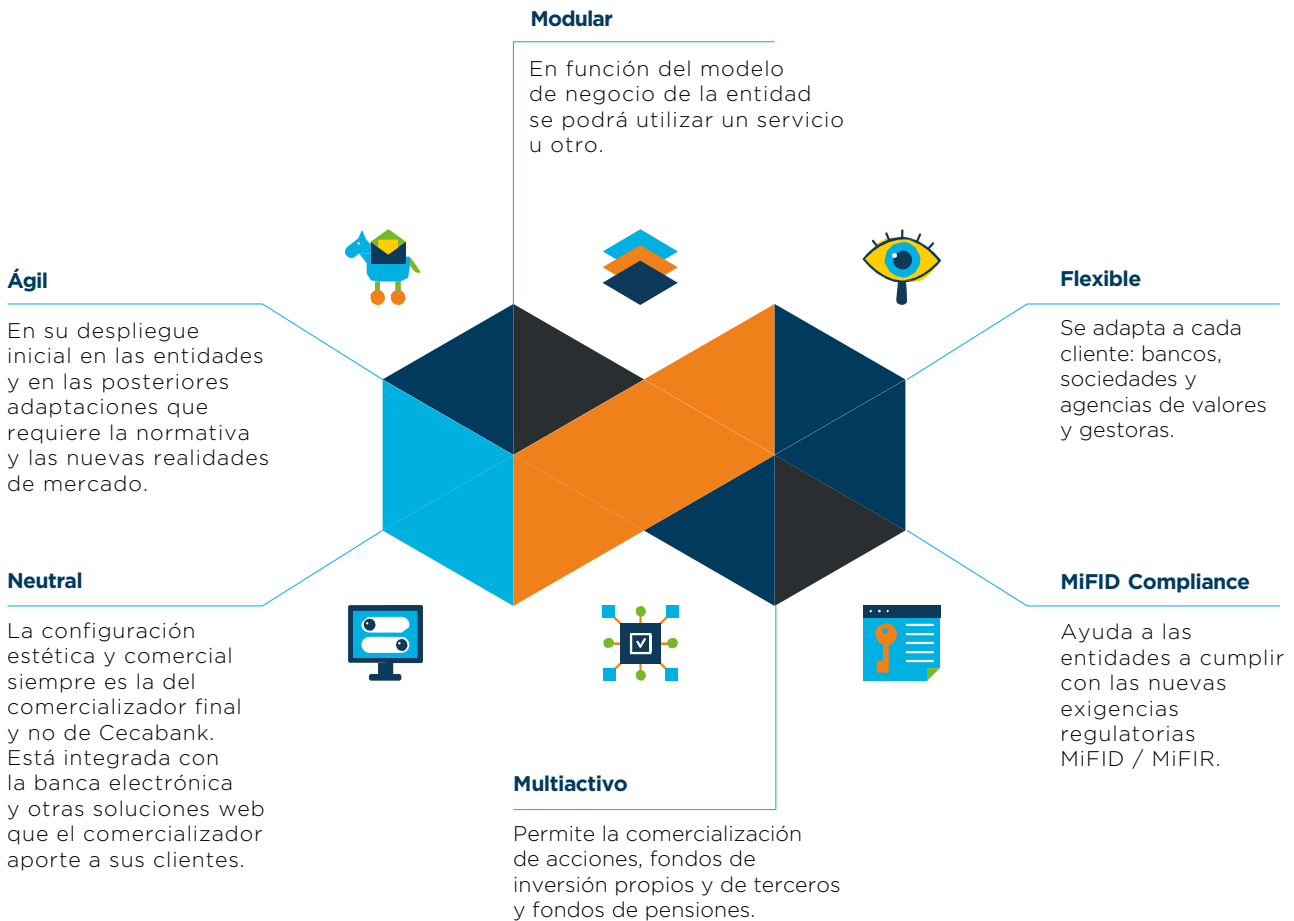 Modular
En función del modelo
de negocio de la entidad
se podrá utilizar un servicio
u otro.
Ágil
En su despliegue
inicial en las entidades
y en las posteriores
adaptaciones que
requiere la normativa
y las nuevas realidades
de mercado.
Flexible
Se adapta a cada
cliente: bancos,
sociedades y
agencias de valores
y gestoras.
Neutral
La configuración
estética y comercial
siempre es la del
comercializador final
y no de Cecabank.
Está integrada con
la banca electrónica
y otras soluciones web
que el comercializador
aporte a sus clientes.
MiFID Compliance
Ayuda a las
entidades a cumplir
con las nuevas
exigencias
regulatorias
MiFID / MiFIR.
Multiactivo
Permite la comercialización
de acciones, fondos de
inversión propios y de terceros
y fondos de pensiones.